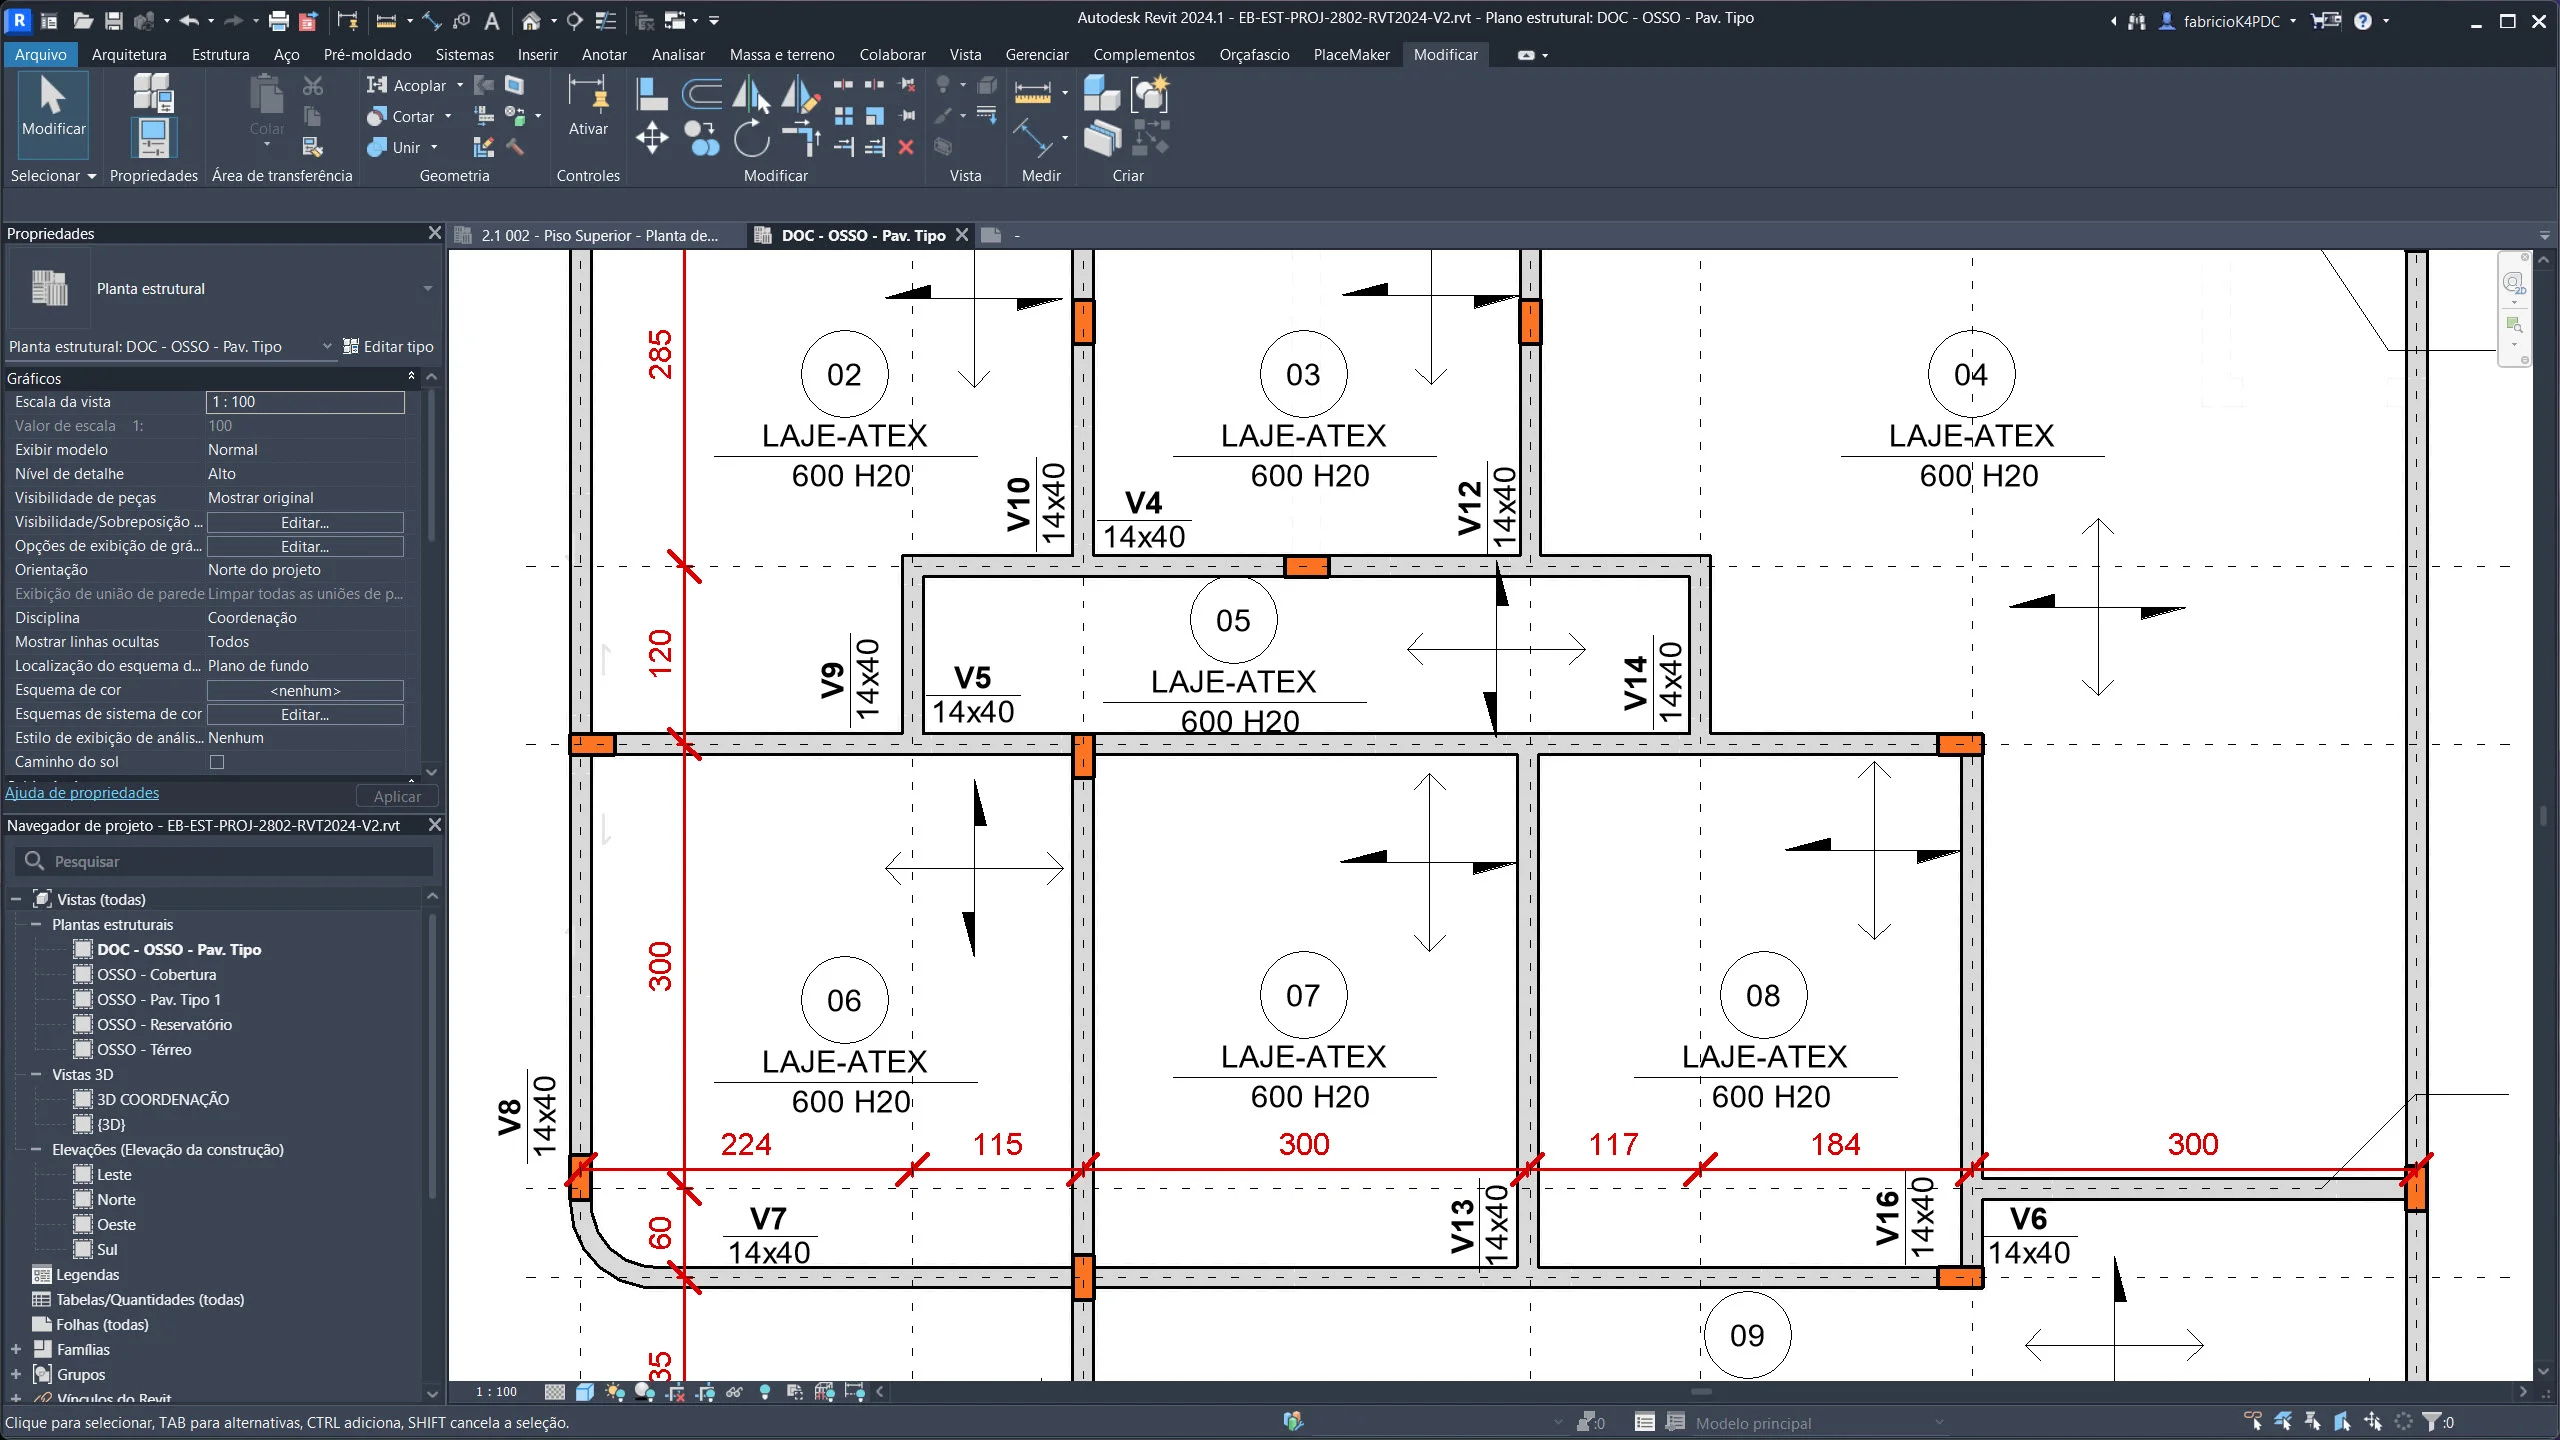 Autodesk Revit 2024.1 - EB-EST-PROJ-2802-RVT2024-V2.rvt - Plano estrutural: DOC - OSSO - Pav. Tipo
fabricioK4PDC
Arquivo Arquitetura Estrutura Aço Pré-moldado Sistemas Inserir Anotar Analisar Massa e terreno Colaborar Vista Gerenciar Complementos Orçafascio PlaceMaker Modificar
Modificar
Colar
Acoplar
Cortar
Unir
Ativar
Selecionar Propriedades Área de transferência Geometria Controles Modificar Vista Medir Criar
Propriedades
2.1 002 - Piso Superior - Planta de...
DOC - OSSO - Pav. Tipo
-
Planta estrutural
Planta estrutural: DOC - OSSO - Pav. Tipo
Editar tipo
Gráficos
Escala da vista 1 : 100
Valor de escala 1: 100
Exibir modelo Normal
Nível de detalhe Alto
Visibilidade de peças Mostrar original
Visibilidade/Sobreposição ... Editar...
Opções de exibição de grá... Editar...
Orientação Norte do projeto
Exibição de união de parede Limpar todas as uniões de p...
Disciplina Coordenação
Mostrar linhas ocultas Todos
Localização do esquema d... Plano de fundo
Esquema de cor <nenhum>
Esquemas de sistema de cor Editar...
Estilo de exibição de anális... Nenhum
Caminho do sol
Ajuda de propriedades
Aplicar
Navegador de projeto - EB-EST-PROJ-2802-RVT2024-V2.rvt
Pesquisar
Vistas (todas)
Plantas estruturais
DOC - OSSO - Pav. Tipo
OSSO - Cobertura
OSSO - Pav. Tipo 1
OSSO - Reservatório
OSSO - Térreo
Vistas 3D
3D COORDENAÇÃO
{3D}
Elevações (Elevação da construção)
Leste
Norte
Oeste
Sul
Legendas
Tabelas/Quantidades (todas)
Folhas (todas)
Famílias
Grupos
Vínculos do Revit
285
02
LAJE-ATEX
600 H20
03
LAJE-ATEX
600 H20
04
LAJE-ATEX
600 H20
V10
14x40
V4
14x40
V12
14x40
120
V9
14x40
V5
14x40
05
LAJE-ATEX
600 H20
V14
14x40
300
06
LAJE-ATEX
600 H20
07
LAJE-ATEX
600 H20
08
LAJE-ATEX
600 H20
V8
14x40
224 115 300 117 184 300
60
V7
14x40
V13
14x40
V16
14x40
V6
14x40
09
35
2D
1 : 100
Clique para selecionar, TAB para alternativas, CTRL adiciona, SHIFT cancela a seleção.
:0
Modelo principal
:0